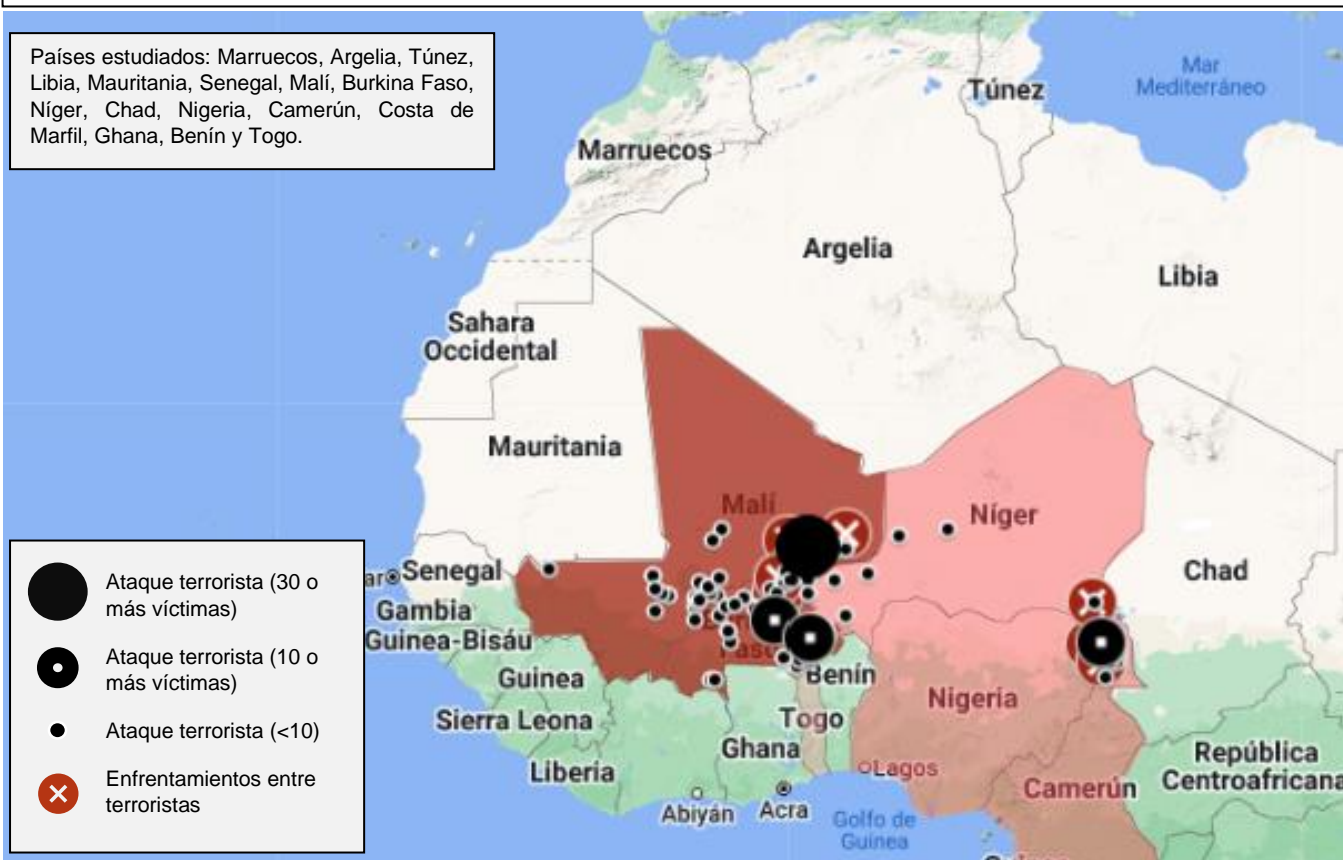 Países estudiados: Marruecos, Argelia, Túnez,
Libia, Mauritania, Senegal, Malí, Burkina Faso,
Níger, Chad, Nigeria, Camerún, Costa de
Marfil, Ghana, Benín y Togo.
Mar
Mediterráneo
Túnez
Marruecos
Argelia
Libia
Sahara
Occidental
Mauritania
Malí
Níger
Chad
Senegal
Gambia
Guinea-Bisáu
Guinea
Benín
Nigeria
Sierra Leona
Togo
Ghana
Liberia
Lagos
República
Centroafricana
Camerún
Abiyán
Acra
Golfo de
Guinea
Ataque terrorista (30 o
más víctimas)
Ataque terrorista (10 o
más víctimas)
Ataque terrorista (<10)
Enfrentamientos entre
terroristas